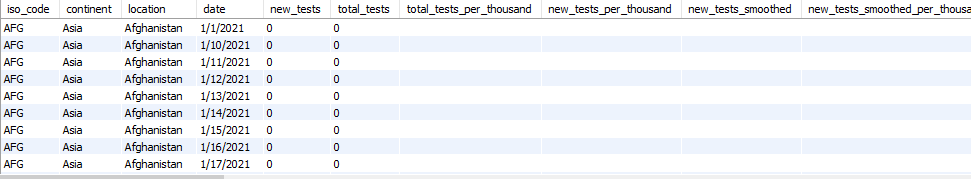 iso_code continent location date new_tests total_tests total_tests_per_thousand new_tests_per_thousand new_tests_smoothed new_tests_smoothed_per_thousa
AFG Asia Afghanistan 1/1/2021 0 0
AFG Asia Afghanistan 1/10/2021 0 0
AFG Asia Afghanistan 1/11/2021 0 0
AFG Asia Afghanistan 1/12/2021 0 0
AFG Asia Afghanistan 1/13/2021 0 0
AFG Asia Afghanistan 1/14/2021 0 0
AFG Asia Afghanistan 1/15/2021 0 0
AFG Asia Afghanistan 1/16/2021 0 0
AFG Asia Afghanistan 1/17/2021 0 0